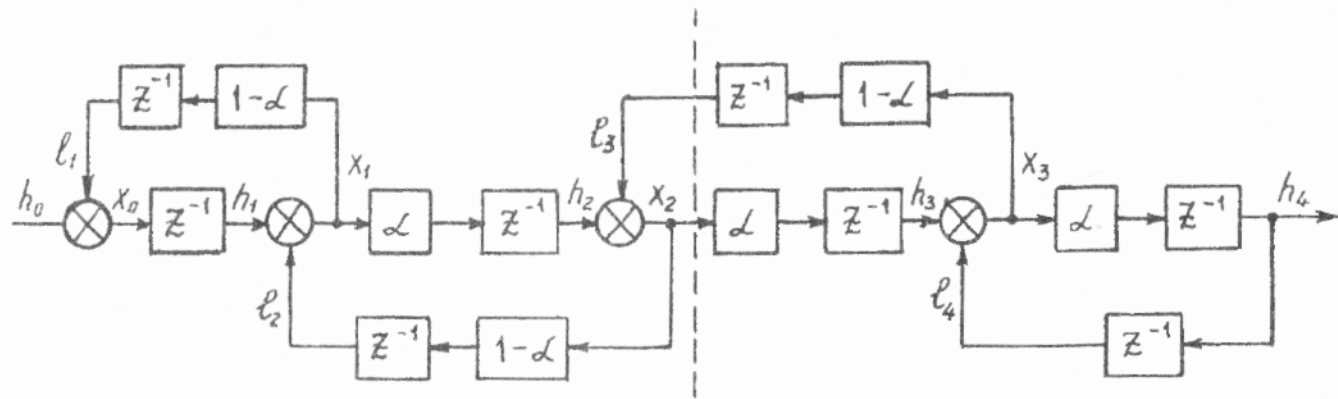 z⁻¹ 1-α z⁻¹ 1-α
l₁ l₃
h₀ x₀ z⁻¹ h₁ x₁ α z⁻¹ h₂ x₂ α z⁻¹ h₃ x₃ α z⁻¹ h₄
l₂ l₄
z⁻¹ 1-α z⁻¹